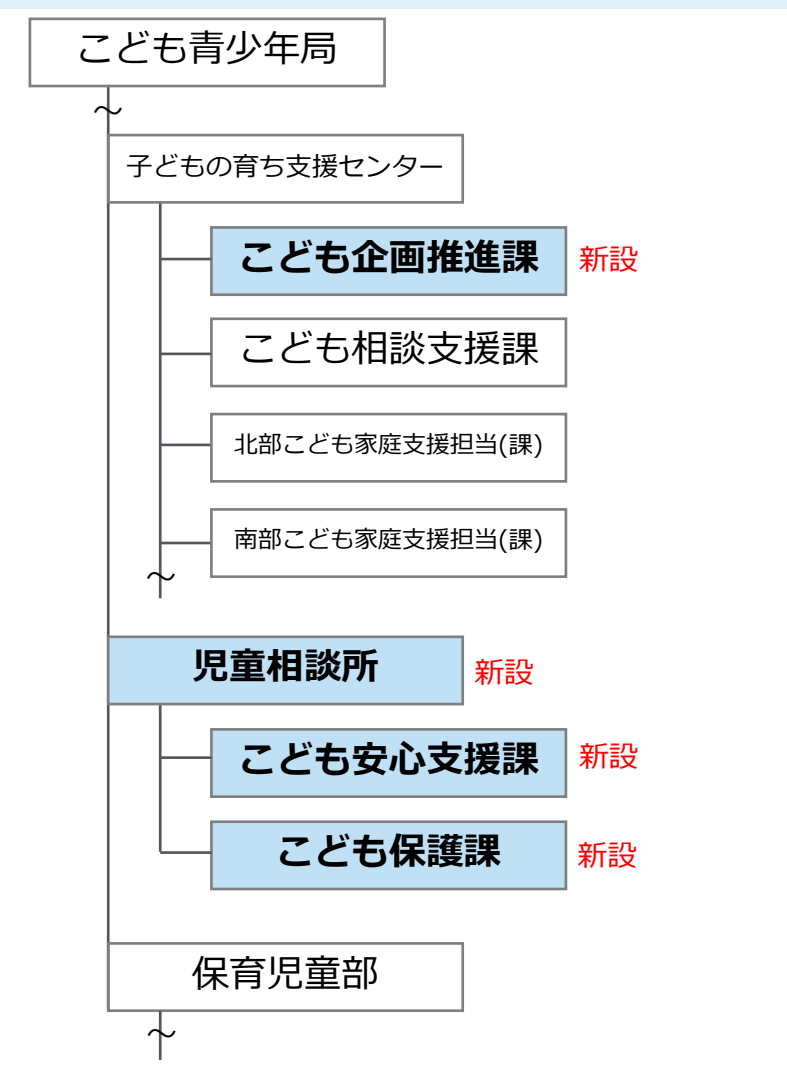 こども青少年局
～
子どもの育ち支援センター
こども企画推進課 新設
こども相談支援課
北部こども家庭支援担当(課)
南部こども家庭支援担当(課)
～
児童相談所 新設
こども安心支援課 新設
こども保護課 新設
保育児童部
～